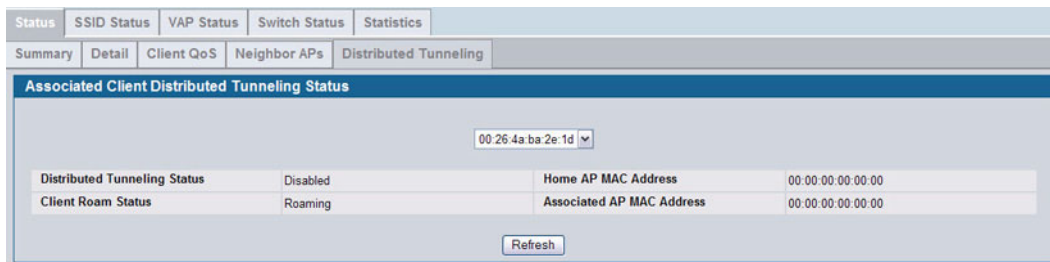 Status SSID Status VAP Status Switch Status Statistics
Summary Detail Client QoS Neighbor APs Distributed Tunneling
Associated Client Distributed Tunneling Status
00:26:4a:ba:2e:1d
Distributed Tunneling Status Disabled Home AP MAC Address 00:00:00:00:00:00
Client Roam Status Roaming Associated AP MAC Address 00:00:00:00:00:00
Refresh